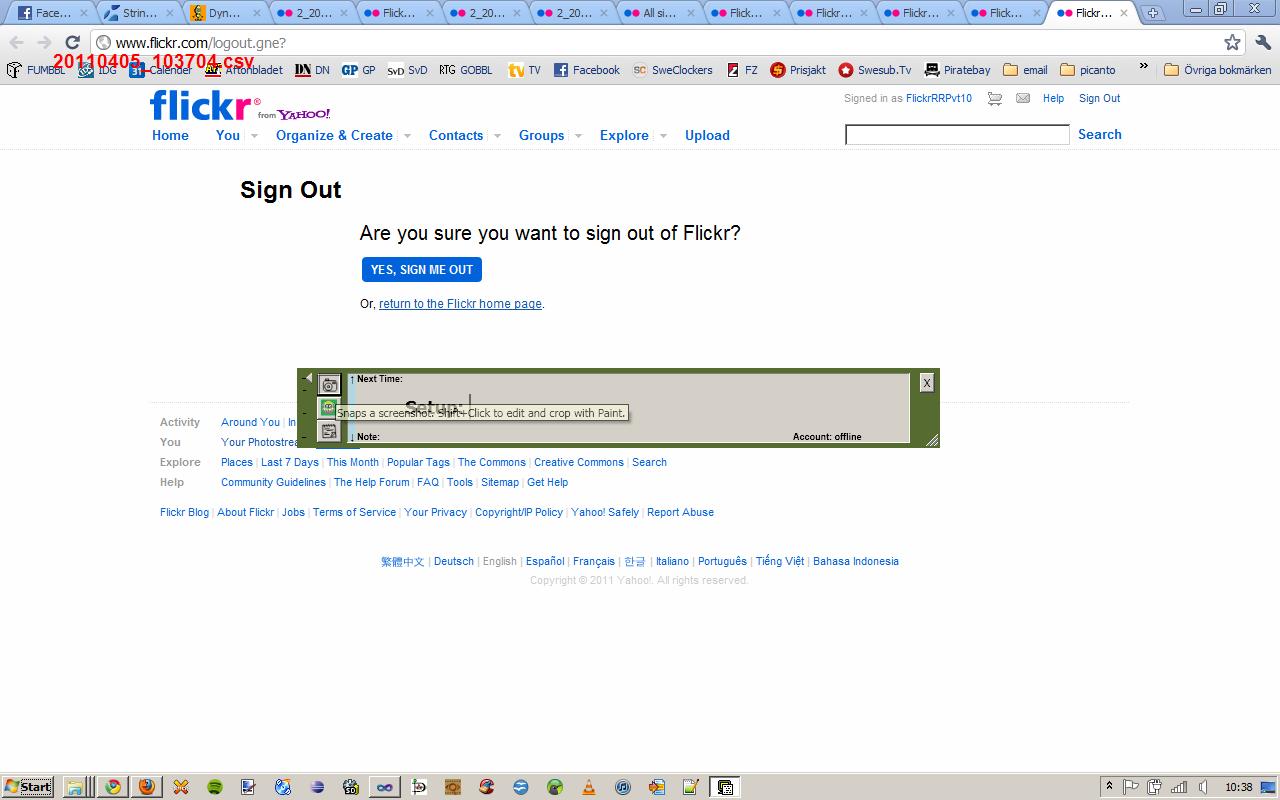 Face... Strin... Dyn... 2_20... Flick... 2_20... 2_20... All si... Flick... Flickr... Flickr... Flick... Flickr...
www.flickr.com/logout.gne?
20110405_103704.csv
FUMBBL IDG Calender Aftonbladet DN GP SvD GOBBL TV Facebook SweClockers FZ Prisjakt Swesub.Tv Piratebay email picanto » Övriga bokmärken
flickr from YAHOO!
Signed in as FlickrRRPvt10 Help Sign Out
Home You Organize & Create Contacts Groups Explore Upload Search
Sign Out
Are you sure you want to sign out of Flickr?
YES, SIGN ME OUT
Or, return to the Flickr home page.
↑ Next Time: X
Setup:
Snaps a screenshot. Shift+Click to edit and crop with Paint.
↓ Note: Account: offline
Activity Around You | In
You Your Photostrea
Explore Places | Last 7 Days | This Month | Popular Tags | The Commons | Creative Commons | Search
Help Community Guidelines | The Help Forum | FAQ | Tools | Sitemap | Get Help
Flickr Blog | About Flickr | Jobs | Terms of Service | Your Privacy | Copyright/IP Policy | Yahoo! Safely | Report Abuse
繁體中文 | Deutsch | English | Español | Français | 한글 | Italiano | Português | Tiếng Việt | Bahasa Indonesia
Copyright © 2011 Yahoo!. All rights reserved.
Start 10:38